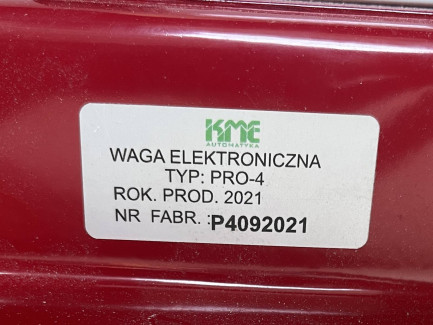 KME
AUTOMATYKA
WAGA ELEKTRONICZNA
TYP: PRO-4
ROK. PROD. 2021
NR FABR. :P4092021